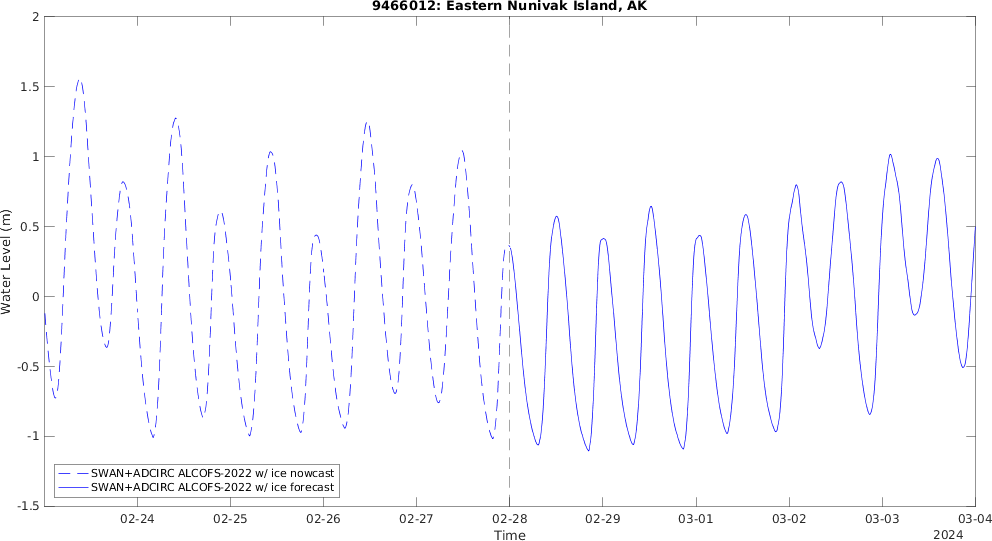 9466012: Eastern Nunivak Island, AK
2
1.5
1
0.5
0
-0.5
-1
-1.5
Water Level (m)
SWAN+ADCIRC ALCOFS-2022 w/ ice nowcast
SWAN+ADCIRC ALCOFS-2022 w/ ice forecast
02-24 02-25 02-26 02-27 02-28 02-29 03-01 03-02 03-03 03-04
Time
2024